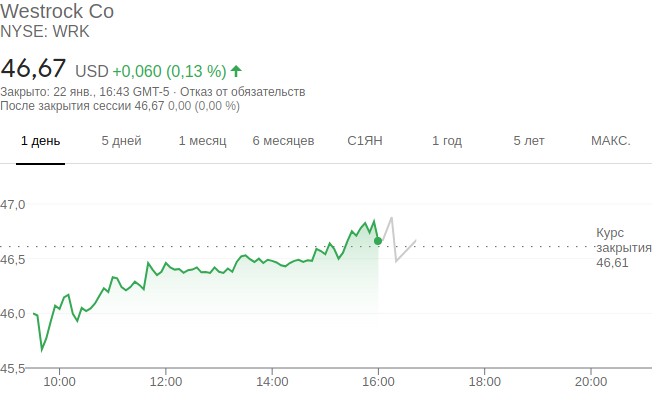 Westrock Co
NYSE: WRK
46,67 USD +0,060 (0,13 %)
Закрыто: 22 янв., 16:43 GMT-5 · Отказ от обязательств
После закрытия сессии 46,67 0,00 (0,00 %)
1 день 5 дней 1 месяц 6 месяцев С1ЯН 1 год 5 лет МАКС.
47,0
Курс
закрытия
46,61
46,5
46,0
45,5
10:00 12:00 14:00 16:00 18:00 20:00